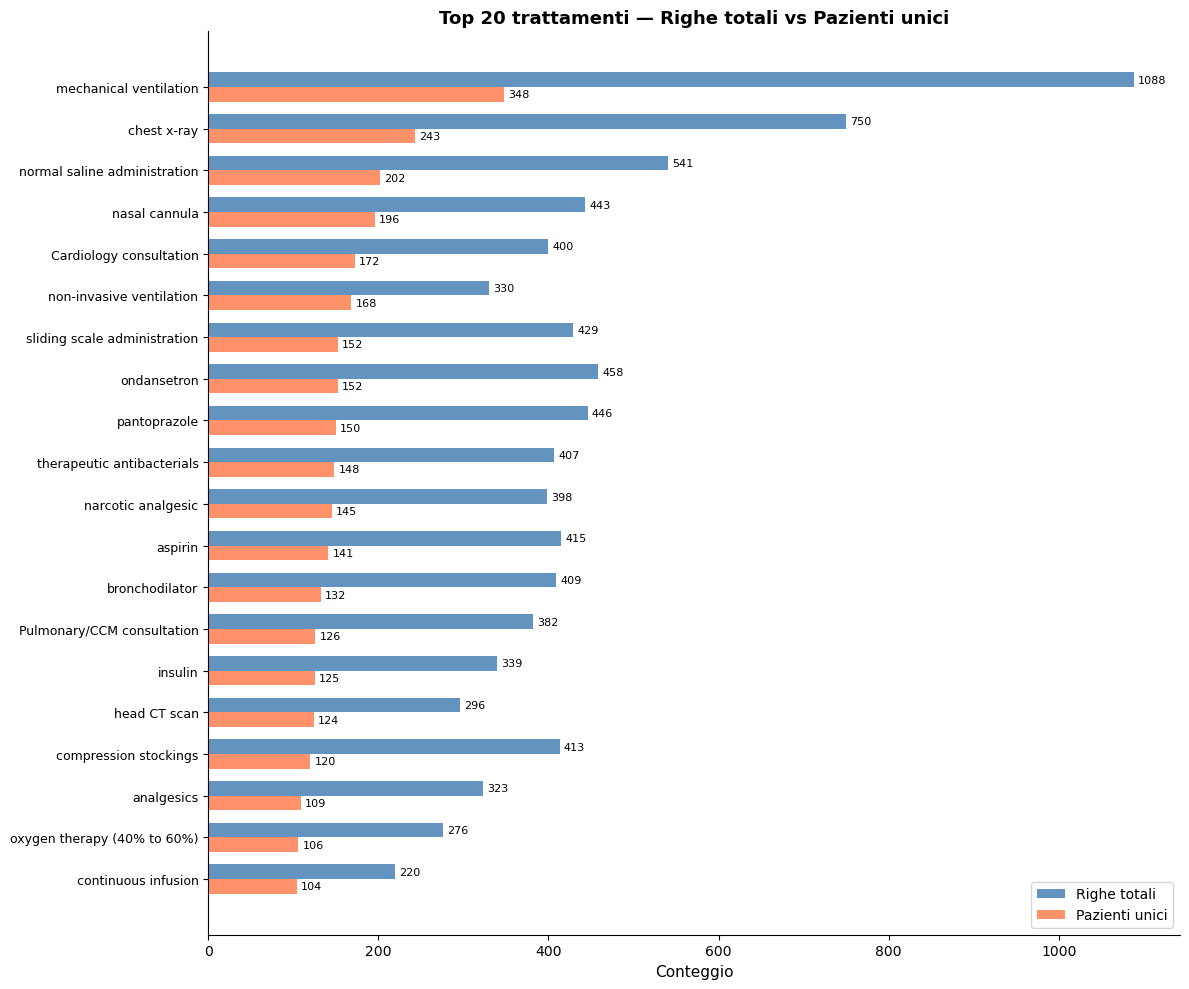 Top 20 trattamenti — Righe totali vs Pazienti unici
mechanical ventilation
1088
348
chest x-ray
750
243
normal saline administration
541
202
nasal cannula
443
196
Cardiology consultation
400
172
non-invasive ventilation
330
168
sliding scale administration
429
152
ondansetron
458
152
pantoprazole
446
150
therapeutic antibacterials
407
148
narcotic analgesic
398
145
aspirin
415
141
bronchodilator
409
132
Pulmonary/CCM consultation
382
126
insulin
339
125
head CT scan
296
124
compression stockings
413
120
analgesics
323
109
oxygen therapy (40% to 60%)
276
106
continuous infusion
220
104
Righe totali
Pazienti unici
0 200 400 600 800 1000
Conteggio